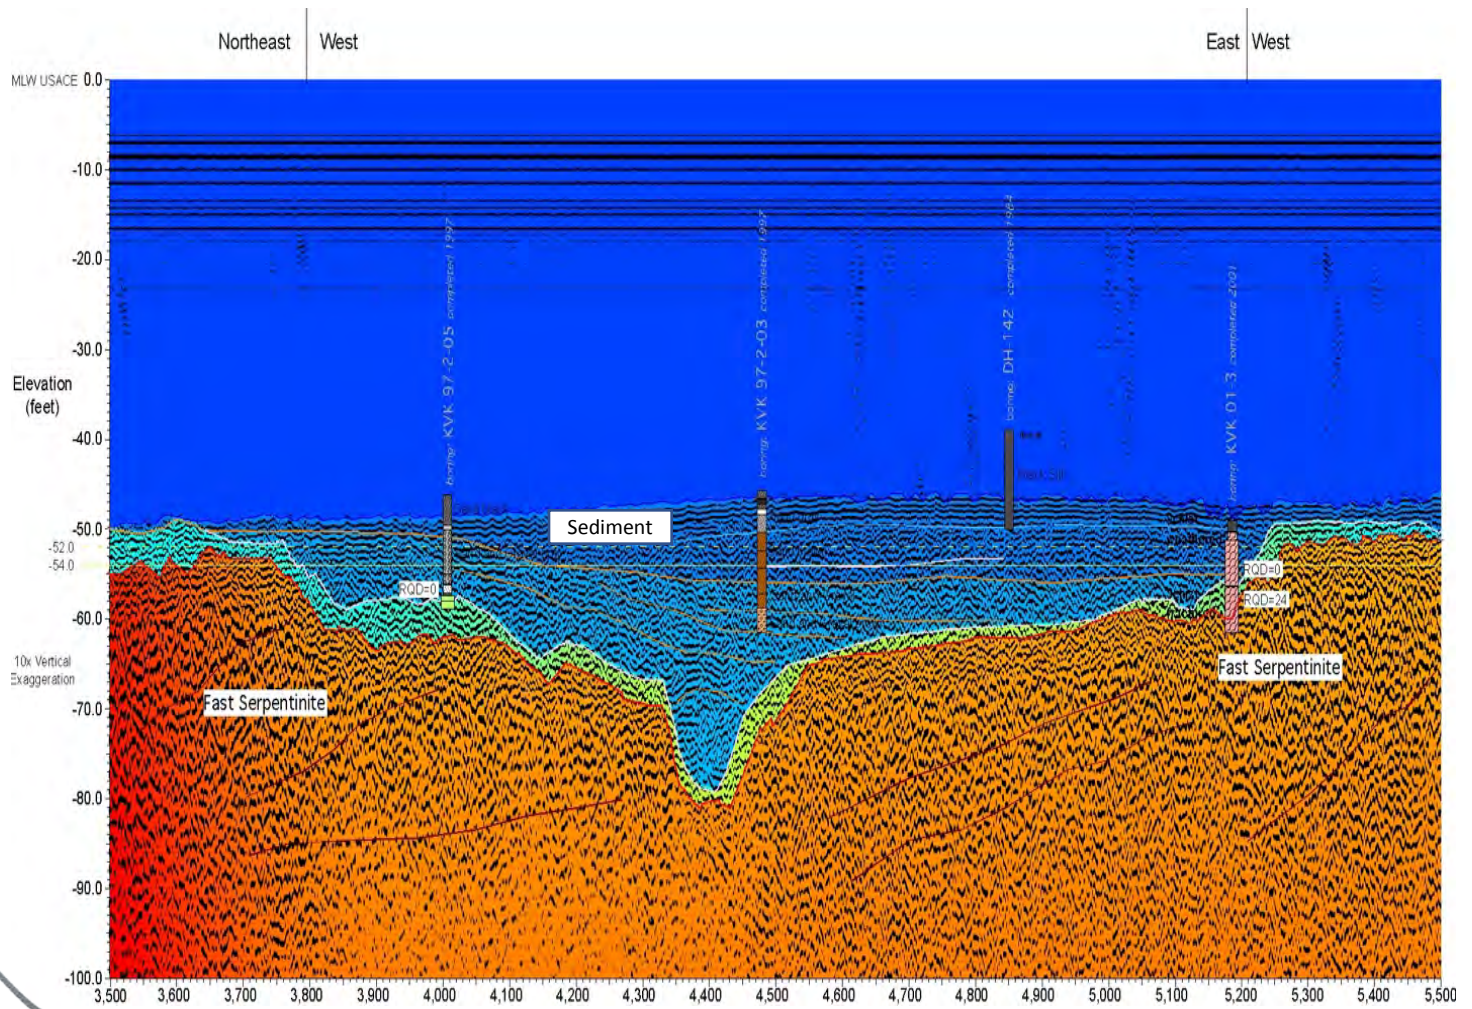 Northeast West East West
MLW USACE 0.0
-10.0
-20.0
-30.0
Elevation
(feet)
-40.0
-50.0
-52.0
-54.0
-60.0
10x Vertical
Exaggeration
-70.0
-80.0
-90.0
-100.0
boring: KVK 97-2-05 completed 1997
boring: KVK 97-2-03 completed 1997
boring: DH-142 completed 1984
boring: KVK 01-3 completed 2001
Sediment
RQD=0
RQD=0
RQD=24
Fast Serpentinite
Fast Serpentinite
3,500 3,600 3,700 3,800 3,900 4,000 4,100 4,200 4,300 4,400 4,500 4,600 4,700 4,800 4,900 5,000 5,100 5,200 5,300 5,400 5,500